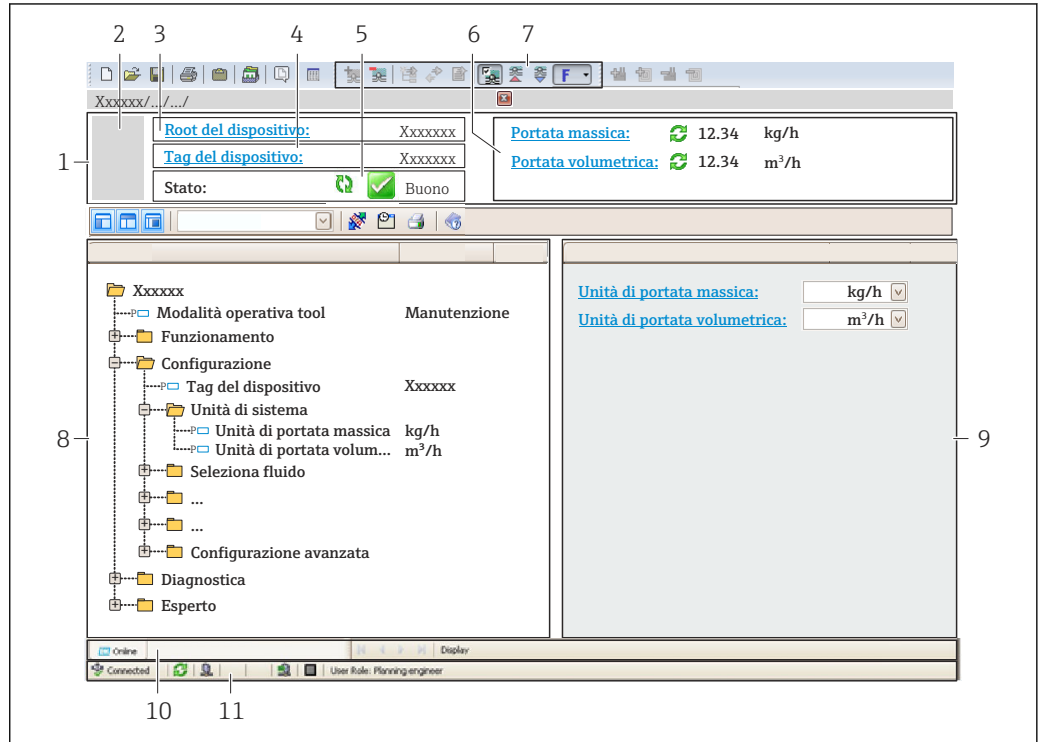 2 3 4 5 6 7
F
Xxxxxx/.../.../
1
Root del dispositivo: Xxxxxxx
Tag del dispositivo: Xxxxxxx
Stato: Buono
Portata massica: 12.34 kg/h
Portata volumetrica: 12.34 m³/h
Xxxxxx
P Modalità operativa tool Manutenzione
Funzionamento
Configurazione
P Tag del dispositivo Xxxxxx
Unità di sistema
P Unità di portata massica kg/h
P Unità di portata volum... m³/h
Seleziona fluido
...
...
Configurazione avanzata
Diagnostica
Esperto
8
Unità di portata massica: kg/h
Unità di portata volumetrica: m³/h
9
Online Display
Connected User Role: Planning engineer
10 11